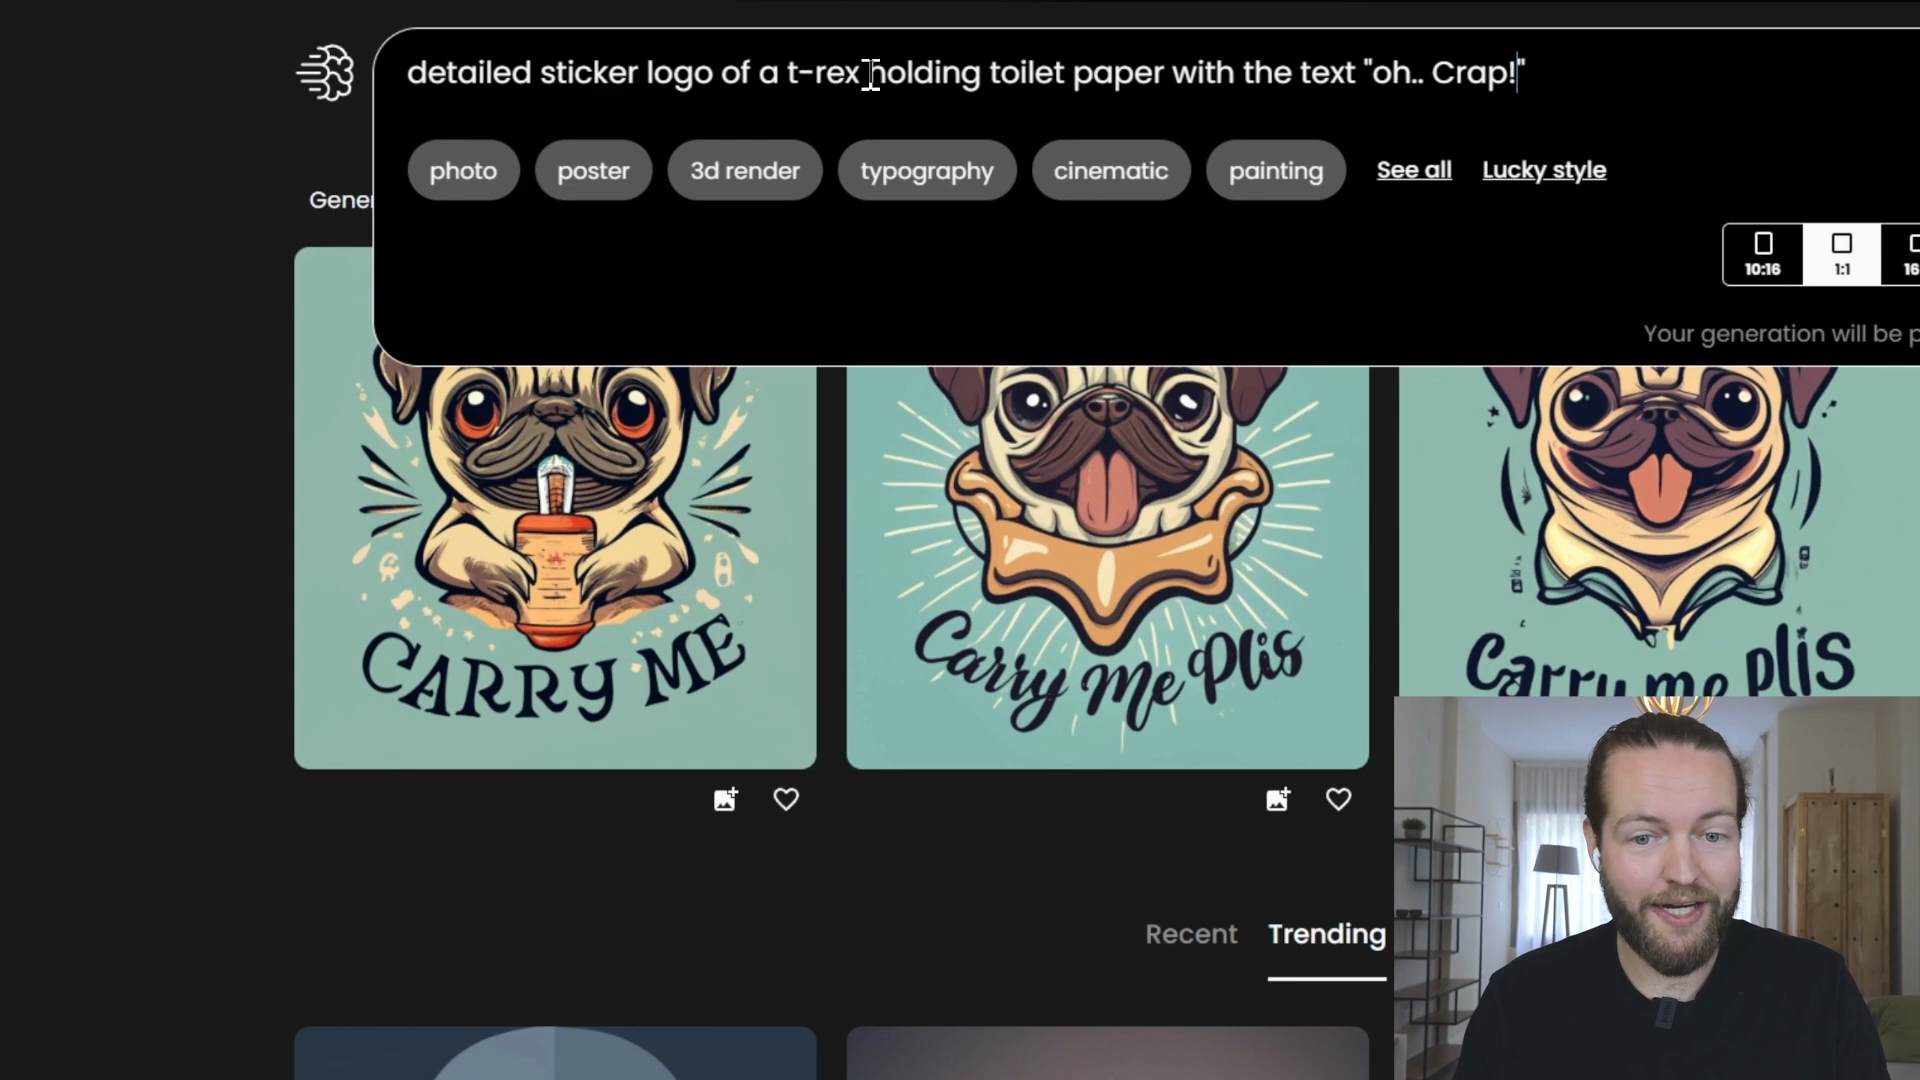 detailed sticker logo of a t-rex holding toilet paper with the text "oh.. Crap!"
photo poster 3d render typography cinematic painting See all Lucky style
Gener
10:16 1:1 16
Your generation will be p
CARRY ME
Carry Me Plis
Carry me plis
Recent Trending